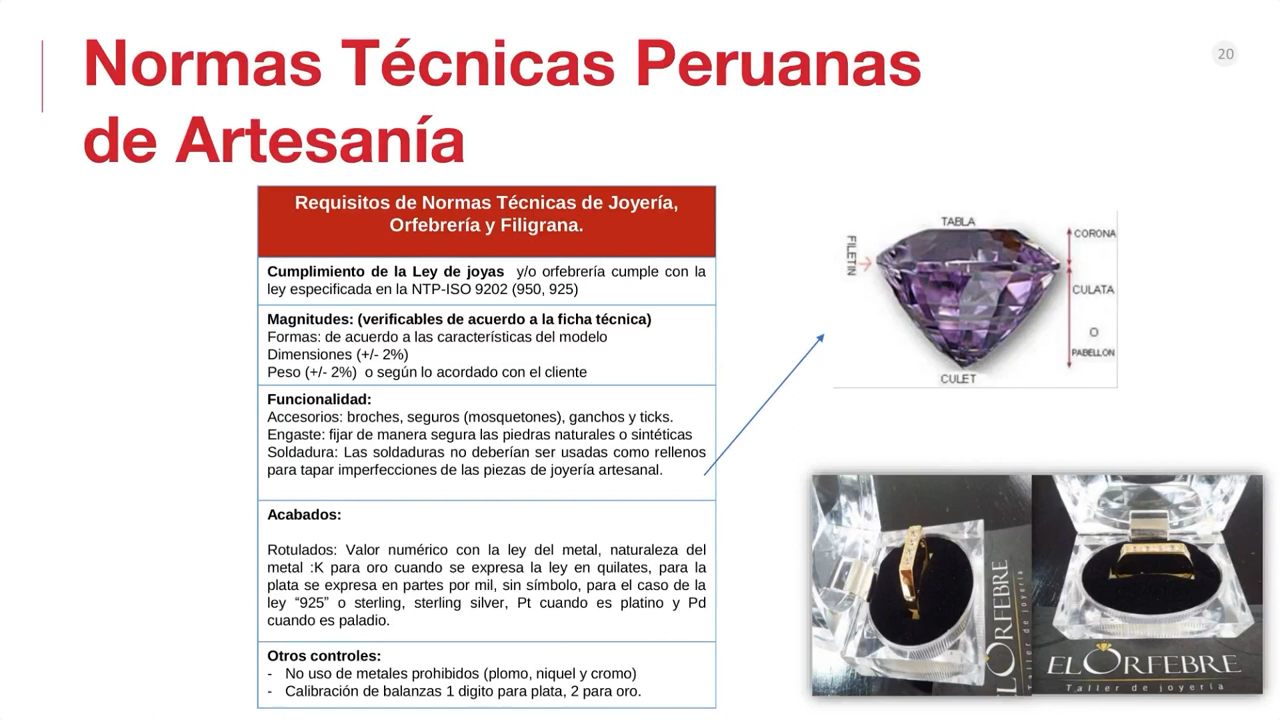 Normas Técnicas Peruanas
de Artesanía
20
Requisitos de Normas Técnicas de Joyería,
Orfebrería y Filigrana.
Cumplimiento de la Ley de joyas y/o orfebrería cumple con la
ley especificada en la NTP-ISO 9202 (950, 925)
Magnitudes: (verificables de acuerdo a la ficha técnica)
Formas: de acuerdo a las características del modelo
Dimensiones (+/- 2%)
Peso (+/- 2%) o según lo acordado con el cliente
Funcionalidad:
Accesorios: broches, seguros (mosquetones), ganchos y ticks.
Engaste: fijar de manera segura las piedras naturales o sintéticas
Soldadura: Las soldaduras no deberían ser usadas como rellenos
para tapar imperfecciones de las piezas de joyería artesanal.
Acabados:
Rotulados: Valor numérico con la ley del metal, naturaleza del
metal :K para oro cuando se expresa la ley en quilates, para la
plata se expresa en partes por mil, sin símbolo, para el caso de la
ley “925” o sterling, sterling silver, Pt cuando es platino y Pd
cuando es paladio.
Otros controles:
- No uso de metales prohibidos (plomo, niquel y cromo)
- Calibración de balanzas 1 digito para plata, 2 para oro.
TABLA
FILETIN
CORONA
CULATA
O
PABELLON
CULET
ELORFEBRE
Taller de joyería
EL ORFEBRE
Taller de joyería